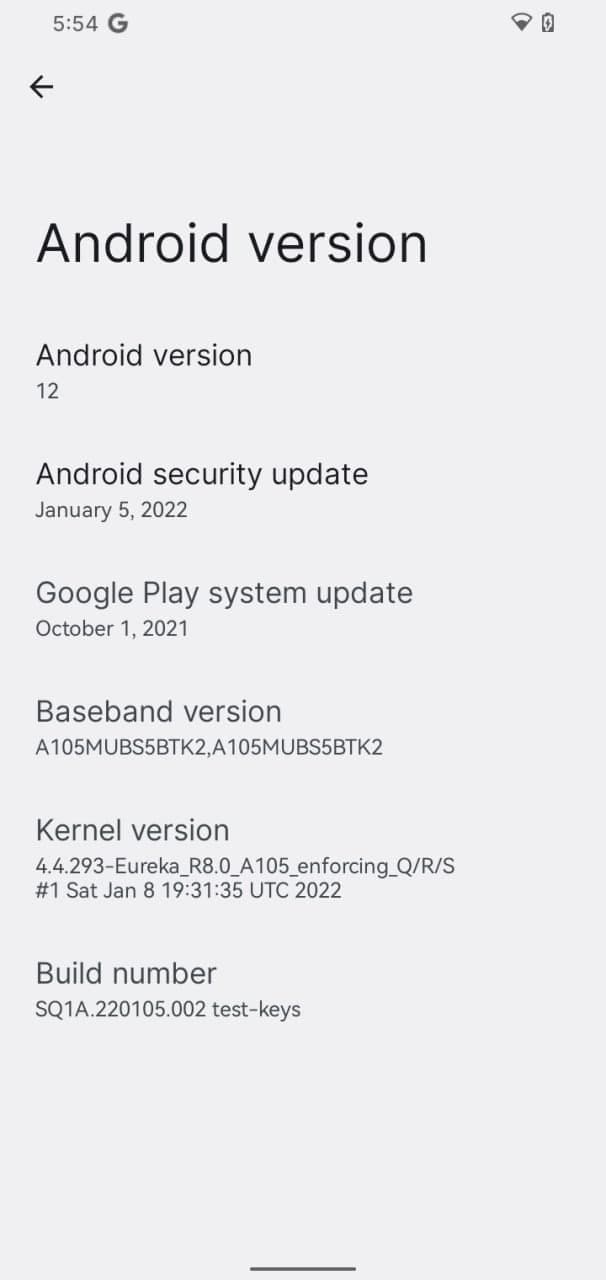 5:54 G
Android version
Android version
12
Android security update
January 5, 2022
Google Play system update
October 1, 2021
Baseband version
A105MUBS5BTK2,A105MUBS5BTK2
Kernel version
4.4.293-Eureka_R8.0_A105_enforcing_Q/R/S
#1 Sat Jan 8 19:31:35 UTC 2022
Build number
SQ1A.220105.002 test-keys